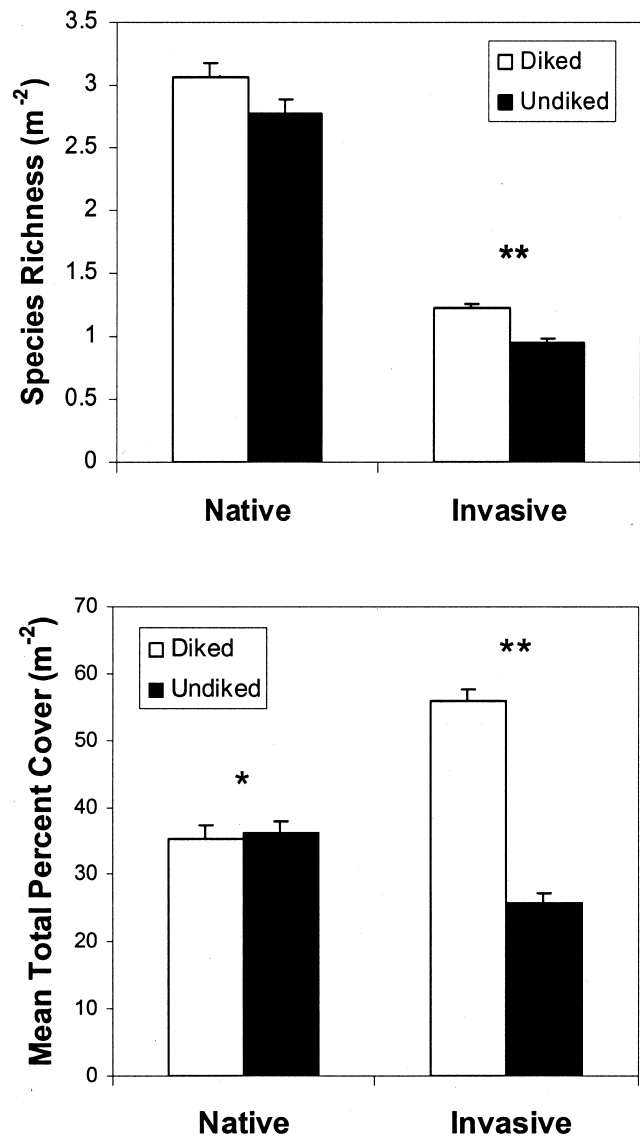 Species Richness (m⁻²)
3.5
3
2.5
2
1.5
1
0.5
0
Diked
Undiked
**
Native Invasive
Mean Total Percent Cover (m⁻²)
70
60
50
40
30
20
10
0
Diked
Undiked
*
**
Native Invasive